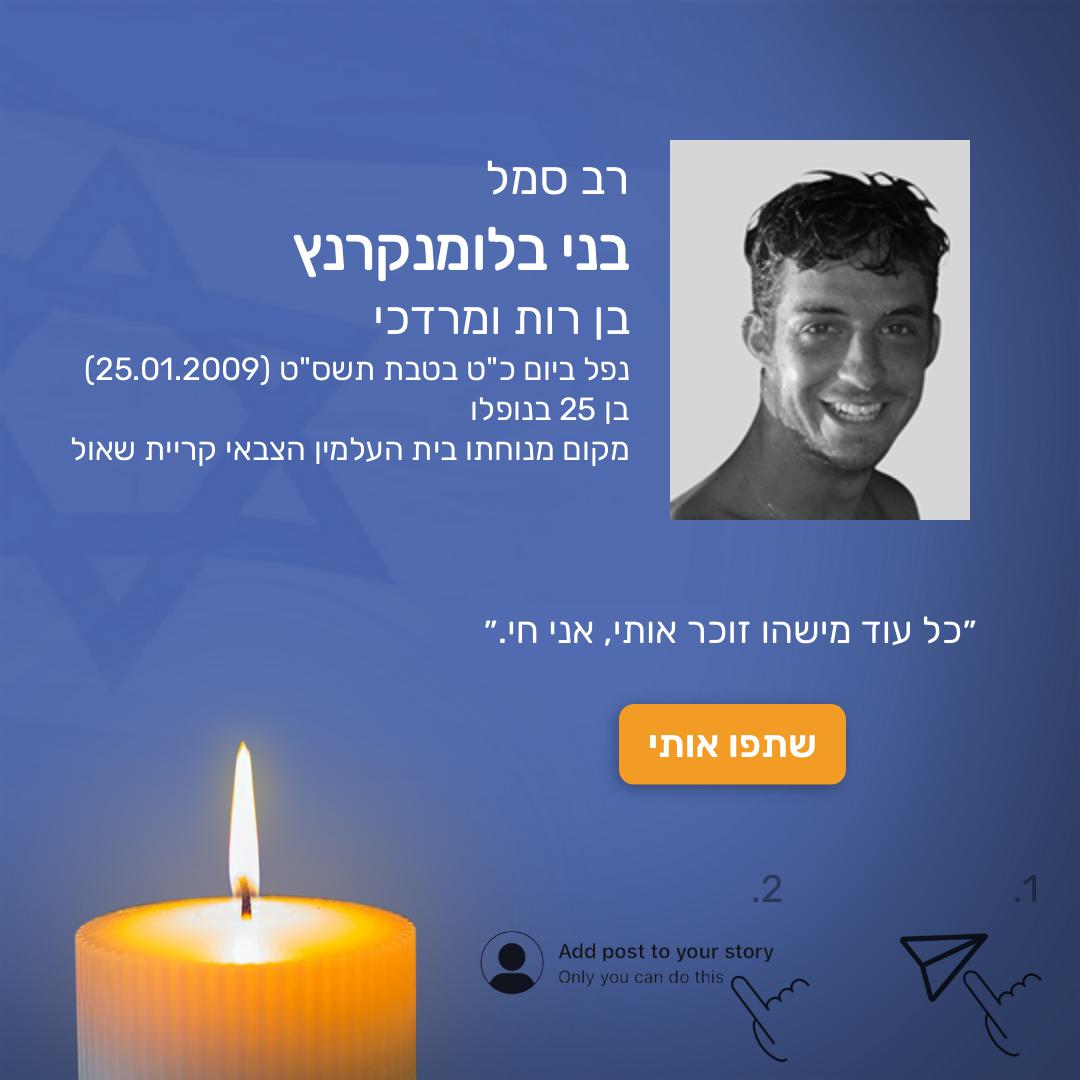 רב סמל
בני בלומנקרנץ
בן רות ומרדכי
נפל ביום כ"ט בטבת תשס"ט (25.01.2009)
בן 25 בנופלו
מקום מנוחתו בית העלמין הצבאי קריית שאול
״כל עוד מישהו זוכר אותי, אני חי.״
שתפו אותי
.1
.2
Add post to your story
Only you can do this